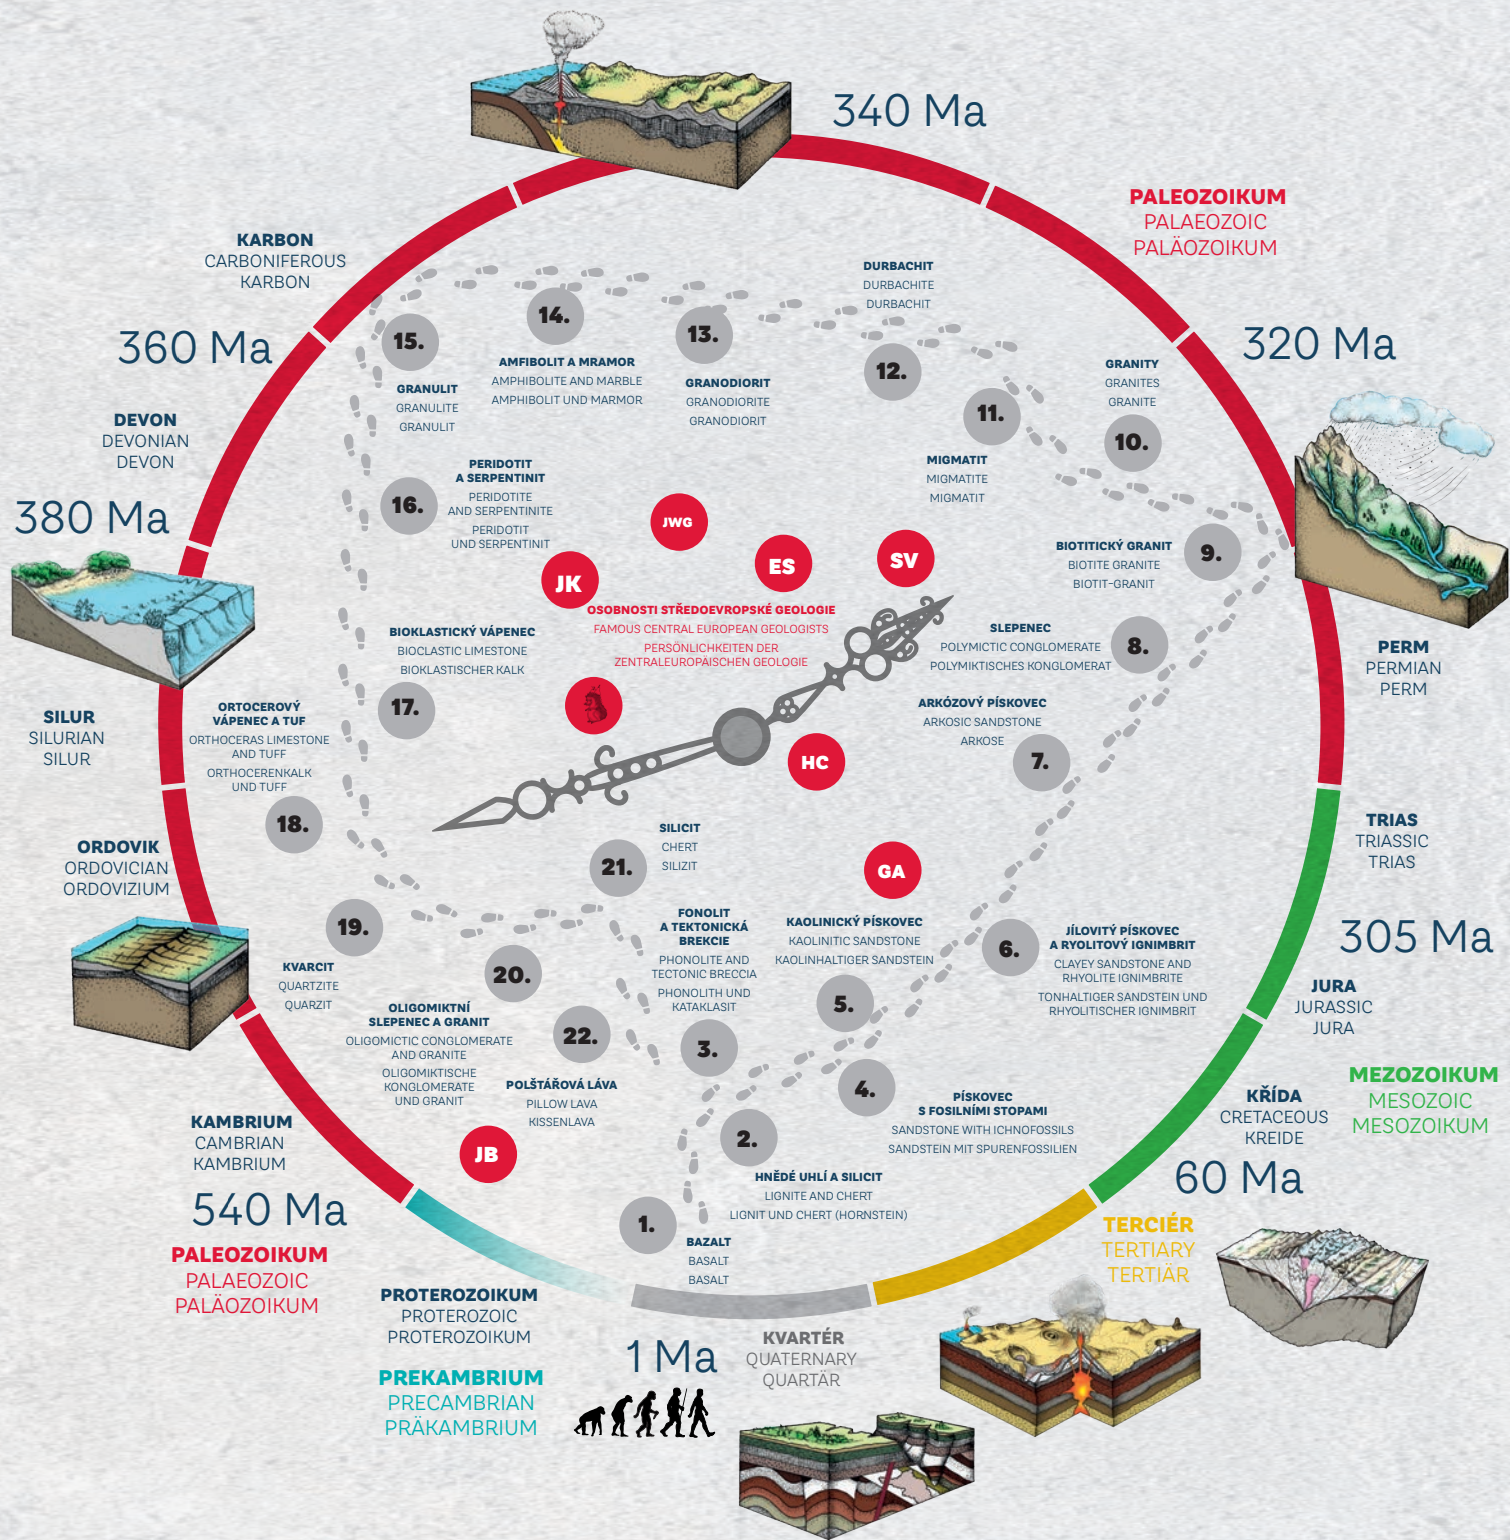 340 Ma
PALEOZOIKUM
PALAEOZOIC
PALÄOZOIKUM
KARBON
CARBONIFEROUS
KARBON
360 Ma
320 Ma
DEVON
DEVONIAN
DEVON
380 Ma
SILUR
SILURIAN
SILUR
ORDOVIK
ORDOVICIAN
ORDOVIZIUM
KAMBRIUM
CAMBRIAN
KAMBRIUM
540 Ma
PALEOZOIKUM
PALAEOZOIC
PALÄOZOIKUM
PROTEROZOIKUM
PROTEROZOIC
PROTEROZOIKUM
PREKAMBRIUM
PRECAMBRIAN
PRÄKAMBRIUM
1 Ma
KVARTÉR
QUATERNARY
QUARTÄR
TERCIÉR
TERTIARY
TERTIÄR
60 Ma
KŘÍDA
CRETACEOUS
KREIDE
MEZOZOIKUM
MESOZOIC
MESOZOIKUM
JURA
JURASSIC
JURA
305 Ma
TRIAS
TRIASSIC
TRIAS
PERM
PERMIAN
PERM
15.
GRANULIT
GRANULITE
GRANULIT
14.
AMFIBOLIT A MRAMOR
AMPHIBOLITE AND MARBLE
AMPHIBOLIT UND MARMOR
13.
GRANODIORIT
GRANODIORITE
GRANODIORIT
DURBACHIT
DURBACHITE
DURBACHIT
12.
11.
MIGMATIT
MIGMATITE
MIGMATIT
GRANITY
GRANITES
GRANITE
10.
BIOTITICKÝ GRANIT
BIOTITE GRANITE
BIOTIT-GRANIT
9.
SLEPENEC
POLYMICTIC CONGLOMERATE
POLYMIKTISCHES KONGLOMERAT
8.
ARKÓZOVÝ PÍSKOVEC
ARKOSIC SANDSTONE
ARKOSE
7.
PERIDOTIT
A SERPENTINIT
PERIDOTITE
AND SERPENTINITE
PERIDOTIT
UND SERPENTINIT
16.
JWG
JK
ES
SV
OSOBNOSTI STŘEDOEVROPSKÉ GEOLOGIE
FAMOUS CENTRAL EUROPEAN GEOLOGISTS
PERSÖNLICHKEITEN DER
ZENTRALEUROPÄISCHEN GEOLOGIE
BIOKLASTICKÝ VÁPENEC
BIOCLASTIC LIMESTONE
BIOKLASTISCHER KALK
17.
ORTOCEROVÝ
VÁPENEC A TUF
ORTHOCERAS LIMESTONE
AND TUFF
ORTHOCERENKALK
UND TUFF
18.
HC
GA
SILICIT
CHERT
SILIZIT
21.
19.
KVARCIT
QUARTZITE
QUARZIT
20.
OLIGOMIKTNÍ
SLEPENEC A GRANIT
OLIGOMICTIC CONGLOMERATE
AND GRANITE
OLIGOMIKTISCHE
KONGLOMERATE
UND GRANIT
22.
POLŠTÁŘOVÁ LÁVA
PILLOW LAVA
KISSENLAVA
JB
FONOLIT
A TEKTONICKÁ
BREKCIE
PHONOLITE AND
TECTONIC BRECCIA
PHONOLITH UND
KATAKLASIT
3.
KAOLINICKÝ PÍSKOVEC
KAOLINITIC SANDSTONE
KAOLINHALTIGER SANDSTEIN
5.
6.
JÍLOVITÝ PÍSKOVEC
A RYOLITOVÝ IGNIMBRIT
CLAYEY SANDSTONE AND
RHYOLITE IGNIMBRITE
TONHALTIGER SANDSTEIN UND
RHYOLITISCHER IGNIMBRIT
4.
PÍSKOVEC
S FOSILNÍMI STOPAMI
SANDSTONE WITH ICHNOFOSSILS
SANDSTEIN MIT SPURENFOSSILIEN
2.
HNĚDÉ UHLÍ A SILICIT
LIGNITE AND CHERT
LIGNIT UND CHERT (HORNSTEIN)
1.
BAZALT
BASALT
BASALT